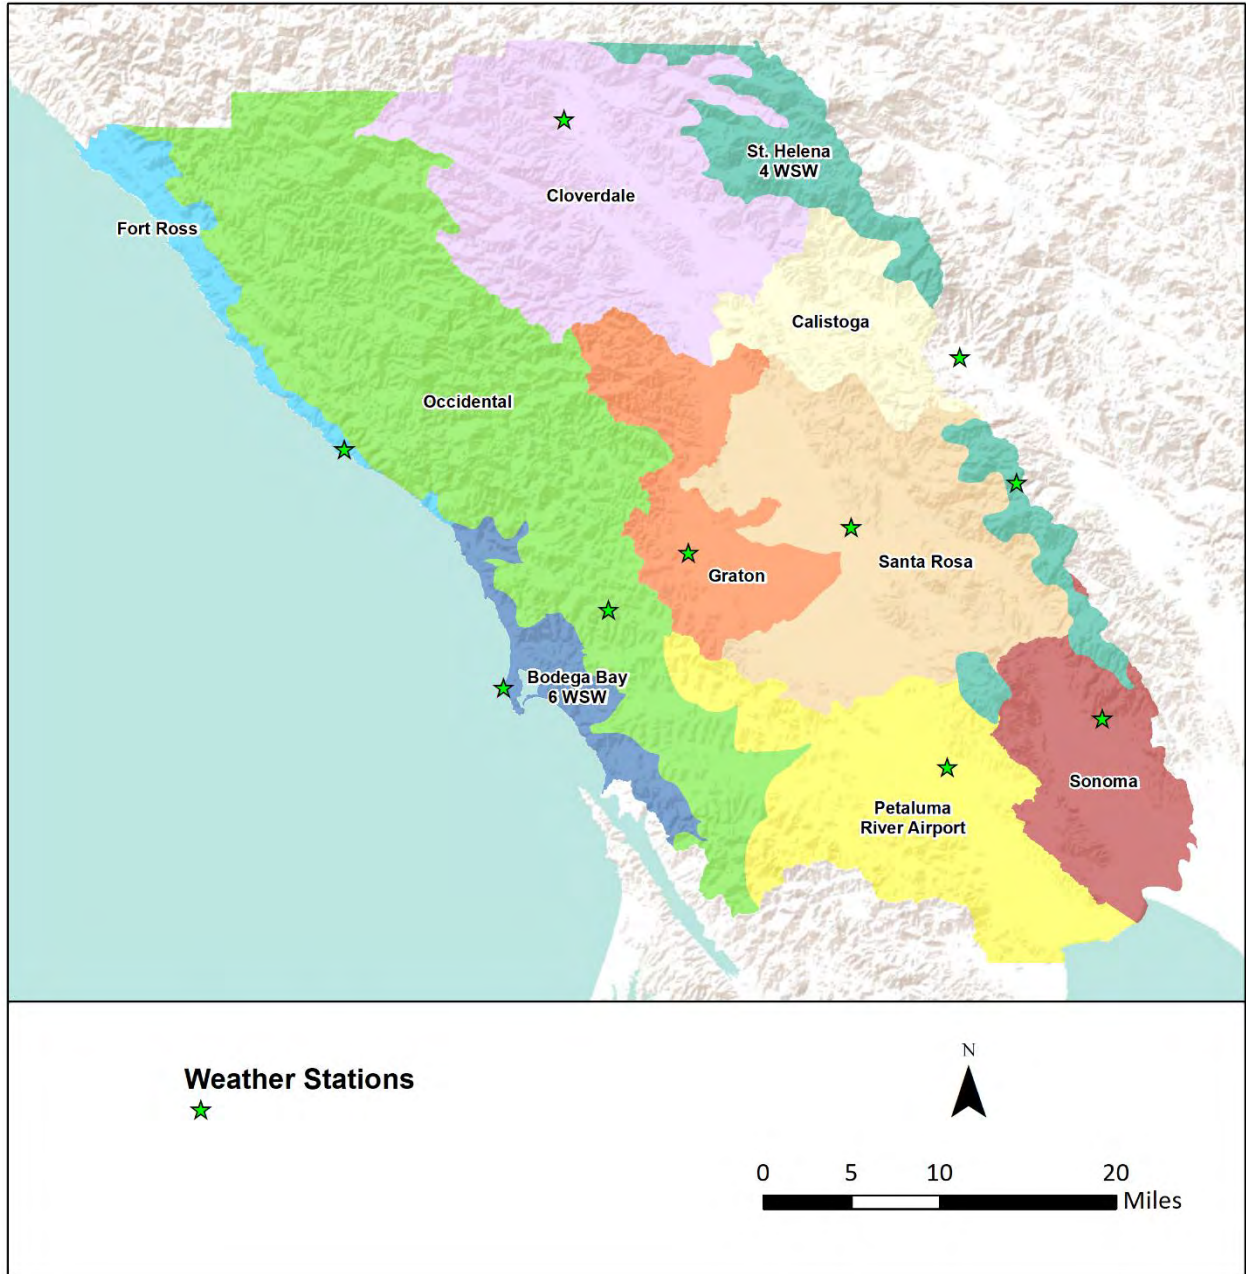 St. Helena
4 WSW
Cloverdale
Fort Ross
Calistoga
Occidental
Santa Rosa
Graton
Bodega Bay
6 WSW
Sonoma
Petaluma
River Airport
Weather Stations
N
0 5 10 20
Miles